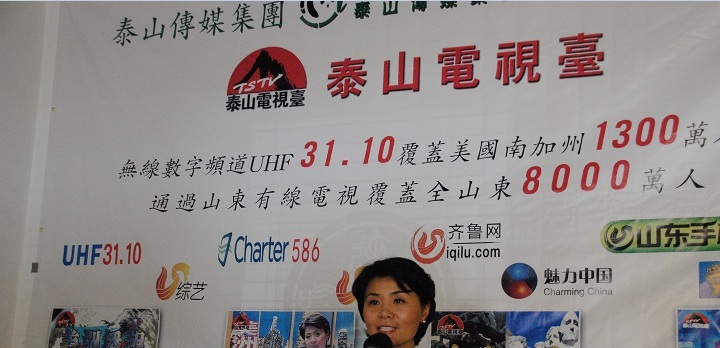 泰山傳媒集團
泰山傳媒集
TSTV
泰山電視臺
泰山電視臺
無線數字頻道UHF 31.10覆蓋美國南加州1300萬人
通過山東有線電視覆蓋全山東8000萬人
UHF31.10
Charter 586
齐鲁网
iqilu.com
山东手
综艺
魅力中国
Charming China
TSTV